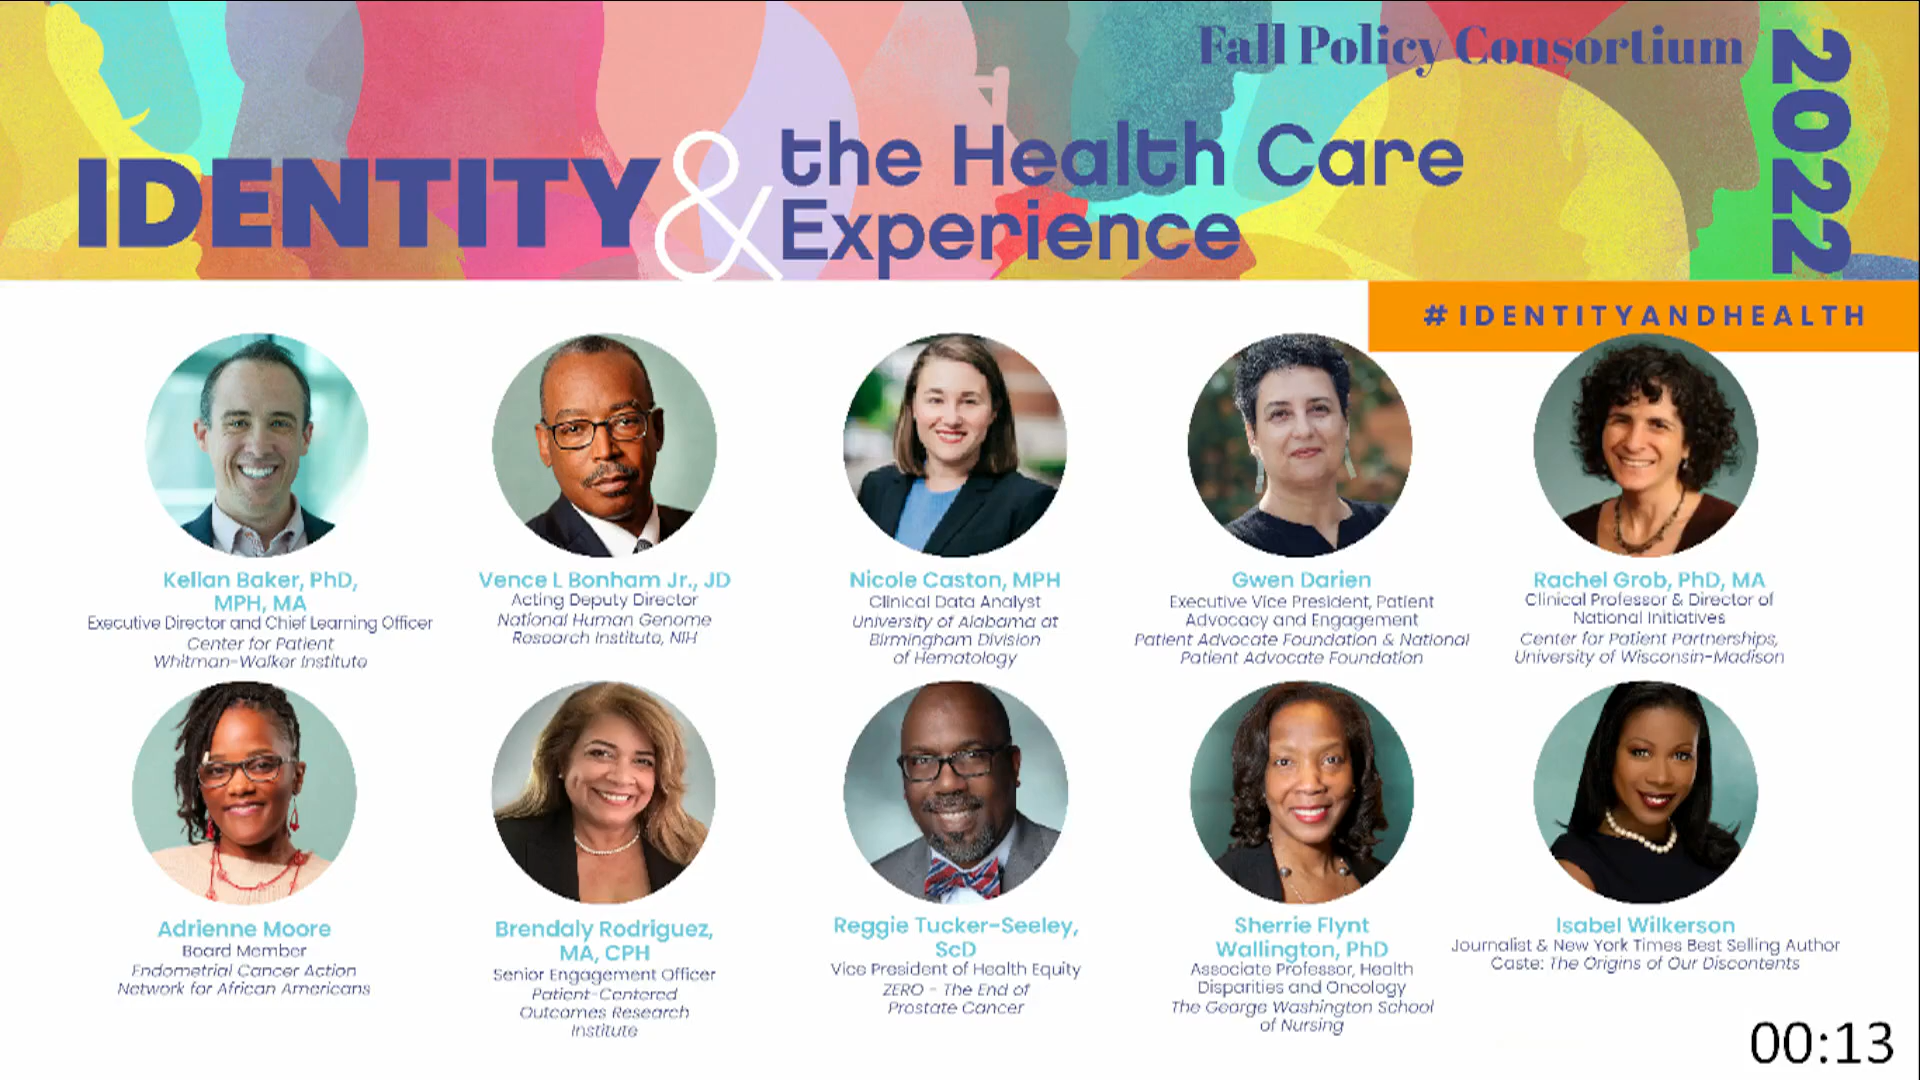 Fall Policy Consortium
2022
IDENTITY & the Health Care
Experience
#IDENTITYANDHEALTH
Kellan Baker, PhD,
MPH, MA
Executive Director and Chief Learning Officer
Center for Patient
Whitman-Walker Institute
Vence L Bonham Jr., JD
Acting Deputy Director
National Human Genome
Research Institute, NIH
Nicole Caston, MPH
Clinical Data Analyst
University of Alabama at
Birmingham Division
of Hematology
Gwen Darien
Executive Vice President, Patient
Advocacy and Engagement
Patient Advocate Foundation & National
Patient Advocate Foundation
Rachel Grob, PhD, MA
Clinical Professor & Director of
National Initiatives
Center for Patient Partnerships,
University of Wisconsin-Madison
Adrienne Moore
Board Member
Endometrial Cancer Action
Network for African Americans
Brendaly Rodriguez,
MA, CPH
Senior Engagement Officer
Patient-Centered
Outcomes Research
Institute
Reggie Tucker-Seeley,
ScD
Vice President of Health Equity
ZERO - The End of
Prostate Cancer
Sherrie Flynt
Wallington, PhD
Associate Professor, Health
Disparities and Oncology
The George Washington School
of Nursing
Isabel Wilkerson
Journalist & New York Times Best Selling Author
Caste: The Origins of Our Discontents
00:13